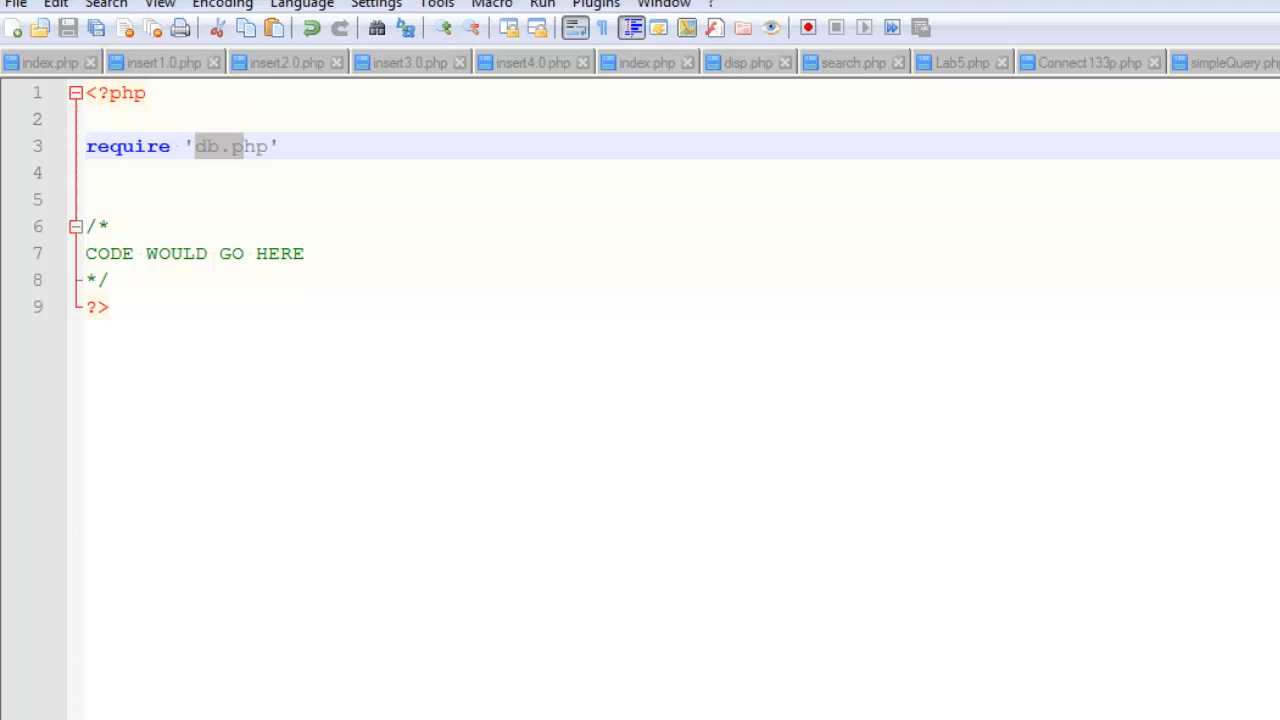 File Edit Search View Encoding Language Settings Tools Macro Run Plugins Window ?
index.php insert1.0.php insert2.0.php insert3.0.php insert4.0.php index.php disp.php search.php Lab5.php Connect133p.php simpleQuery.php
1 <?php
2
3 require 'db.php'
4
5
6 /*
7 CODE WOULD GO HERE
8 */
9 ?>